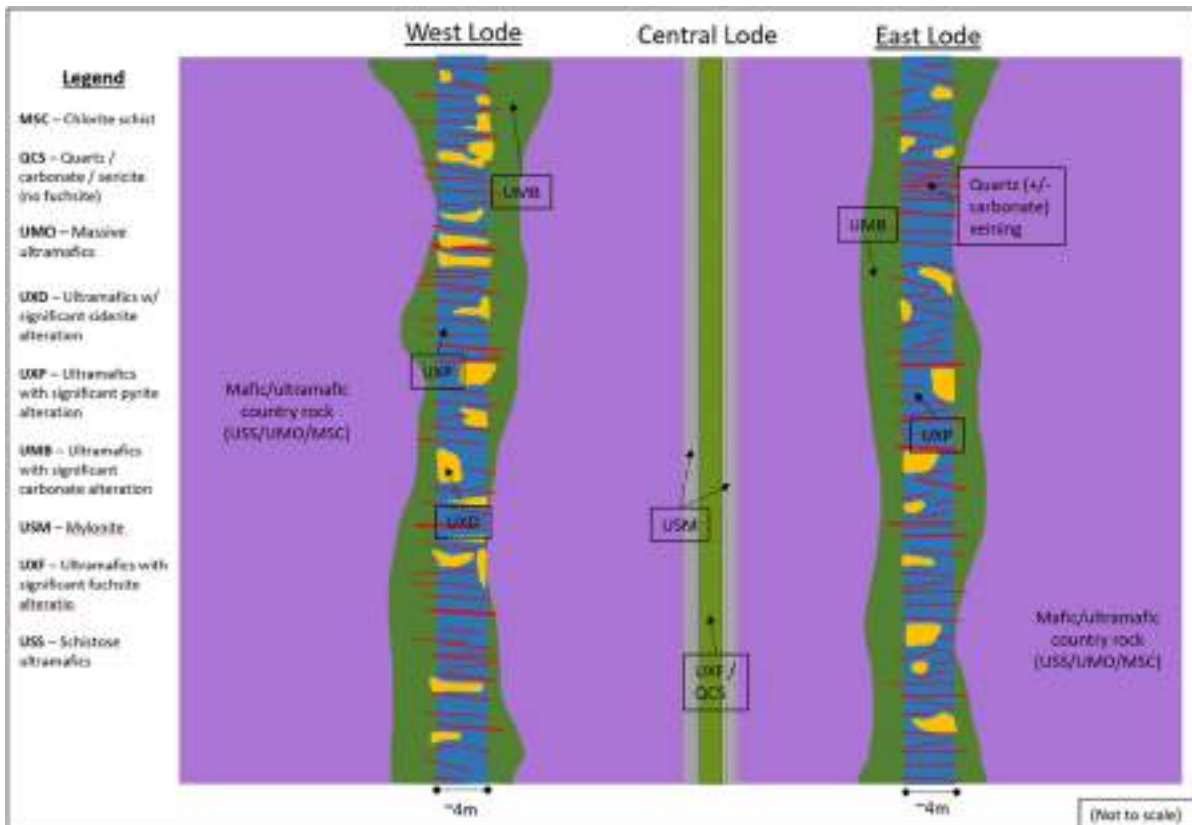 West Lode
Central Lode
East Lode
Legend
MSC – Chlorite schist
QCS – Quartz /
carbonate / sericite
(no fuchsite)
UMO – Massive
ultramafics
UXD – Ultramafics w/
significant siderite
alteration
UXP – Ultramafics
with significant pyrite
alteration
UMB – Ultramafics
with significant
carbonate alteration
USM – Mylonite
UXF – Ultramafics with
significant fuchsite
alteratio
USS – Schistose
ultramafics
UMB
UXP
Mafic/ultramafic
country rock
(USS/UMO/MSC)
UXD
USM
UXF /
QCS
UMB
Quartz (+/-
carbonate)
veining
UXP
Mafic/ultramafic
country rock
(USS/UMO/MSC)
~4m
~4m
(Not to scale)